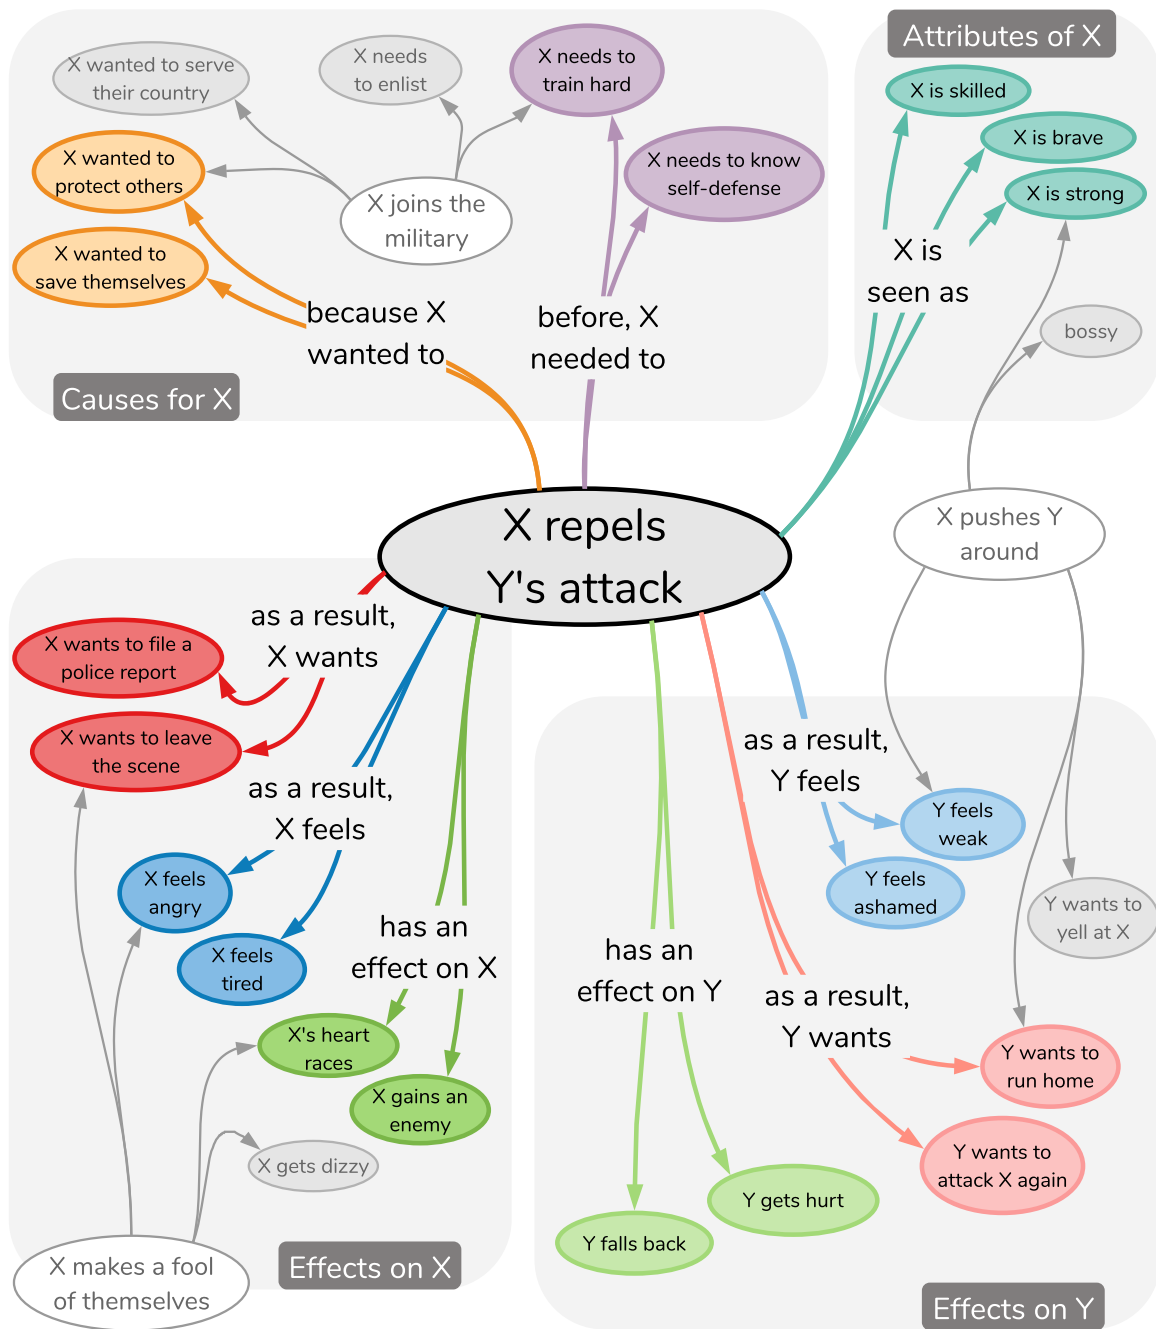 Attributes of X
X wanted to serve
their country
X needs
to enlist
X needs to
train hard
X is skilled
X is brave
X wanted to
protect others
X needs to know
self-defense
X is strong
X joins the
military
X wanted to
save themselves
X is
seen as
because X
wanted to
before, X
needed to
bossy
Causes for X
X repels
Y's attack
X pushes Y
around
as a result,
X wants
X wants to file a
police report
X wants to leave
the scene
as a result,
X feels
as a result,
Y feels
Y feels
weak
X feels
angry
Y feels
ashamed
Y wants to
yell at X
X feels
tired
has an
effect on X
has an
effect on Y
as a result,
Y wants
X's heart
races
Y wants to
run home
X gains an
enemy
X gets dizzy
Y wants to
attack X again
Y gets hurt
Y falls back
X makes a fool
of themselves
Effects on X
Effects on Y